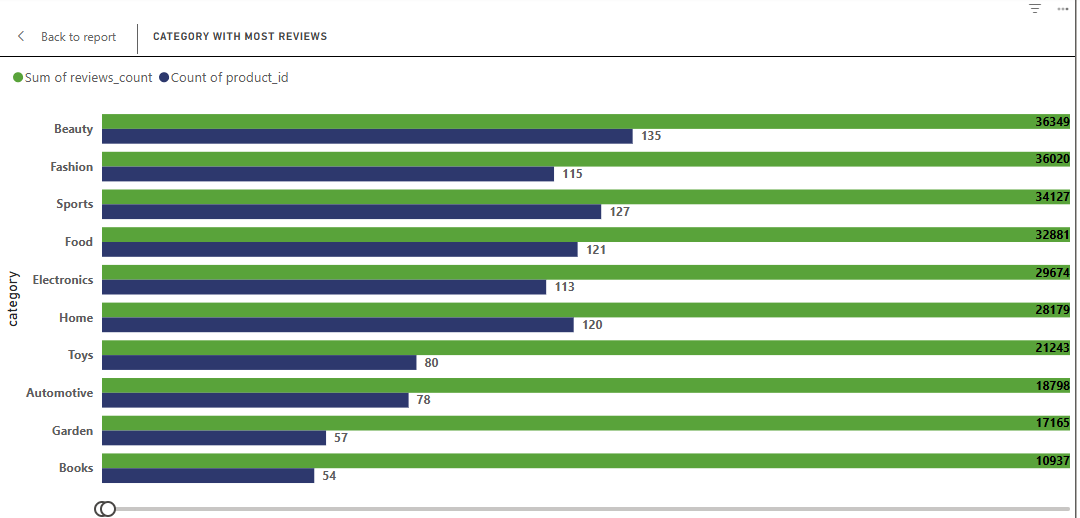 Back to report
CATEGORY WITH MOST REVIEWS
Sum of reviews_count Count of product_id
category
Beauty 36349 135
Fashion 36020 115
Sports 34127 127
Food 32881 121
Electronics 29674 113
Home 28179 120
Toys 21243 80
Automotive 18798 78
Garden 17165 57
Books 10937 54